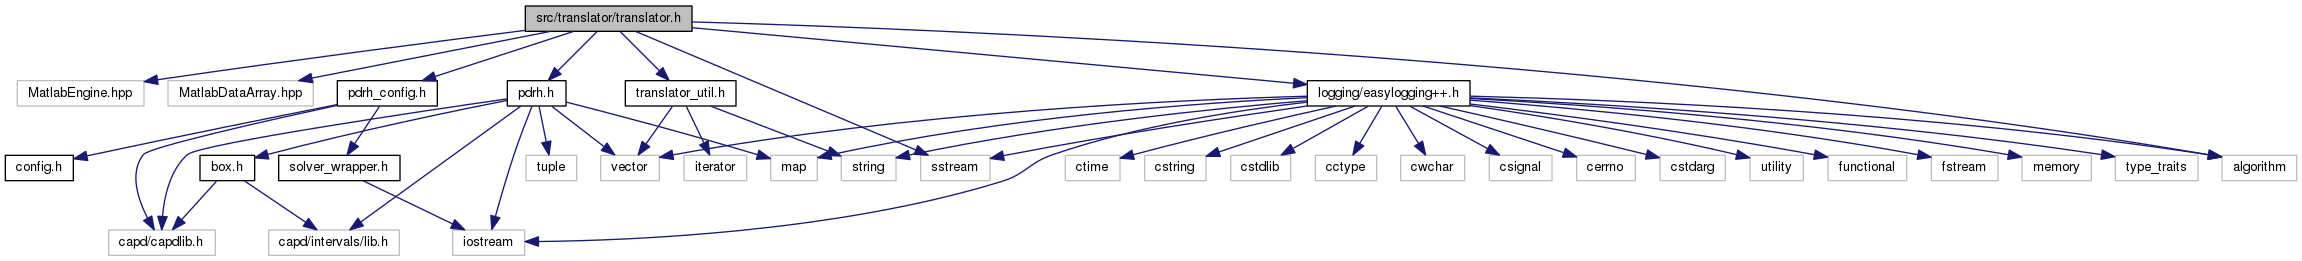 src/translator/translator.h
MatlabEngine.hpp
MatlabDataArray.hpp
pdrh_config.h
pdrh.h
translator_util.h
logging/easylogging++.h
config.h
box.h
solver_wrapper.h
tuple
vector
iterator
map
string
sstream
ctime
cstring
cstdlib
cctype
cwchar
csignal
cerrno
cstdarg
utility
functional
fstream
memory
type_traits
algorithm
capd/capdlib.h
capd/intervals/lib.h
iostream